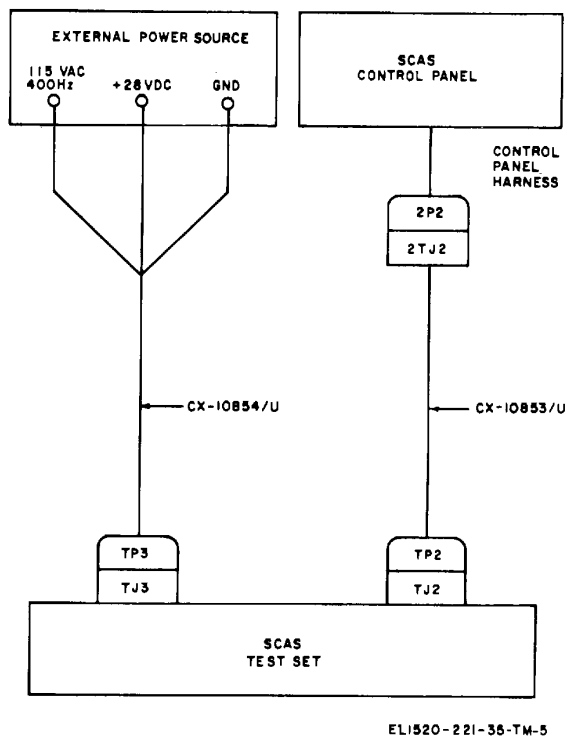 EXTERNAL POWER SOURCE
115 VAC
400Hz
+28VDC
GND
SCAS
CONTROL PANEL
CONTROL
PANEL
HARNESS
2P2
2TJ2
CX-10854/U
CX-10853/U
TP3
TJ3
TP2
TJ2
SCAS
TEST SET
EL1520-221-35-TM-5